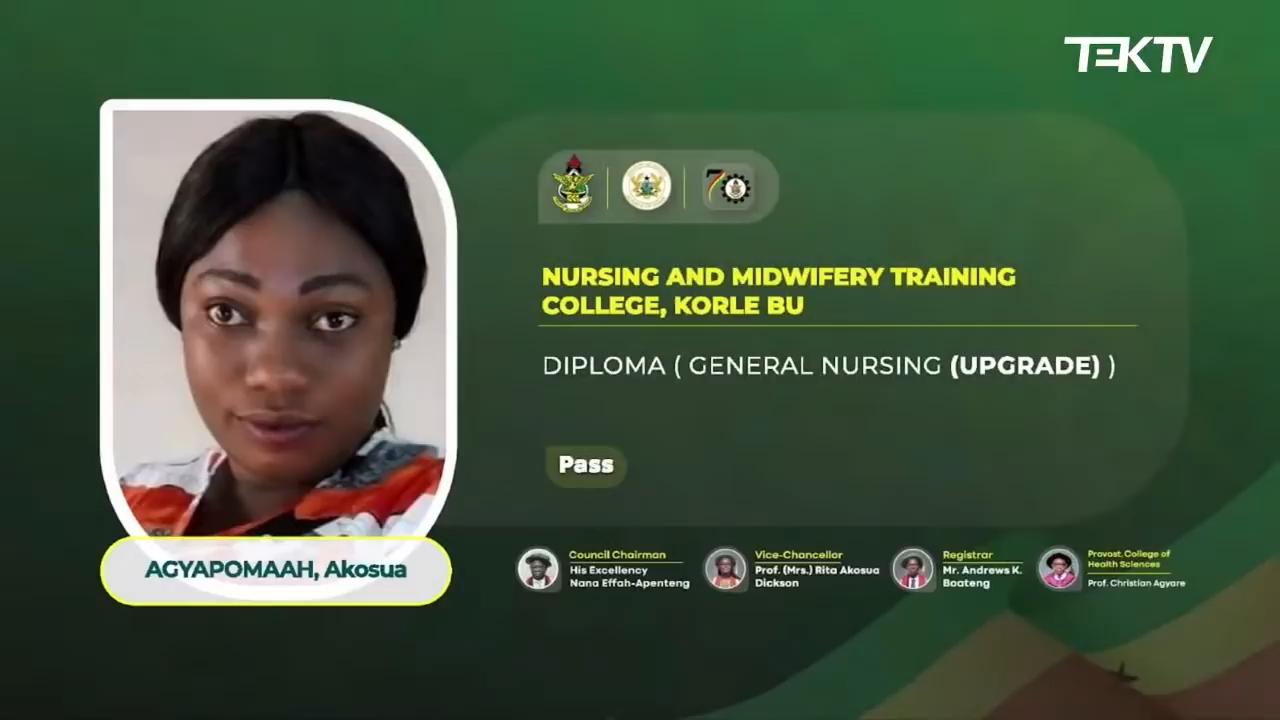 TEKTV
NURSING AND MIDWIFERY TRAINING
COLLEGE, KORLE BU
DIPLOMA ( GENERAL NURSING (UPGRADE) )
Pass
AGYAPOMAAH, Akosua
Council Chairman
His Excellency
Nana Effah-Apenteng
Vice-Chancellor
Prof. (Mrs.) Rita Akosua
Dickson
Registrar
Mr. Andrews K.
Boateng
Provost, College of
Health Sciences
Prof. Christian Agyare